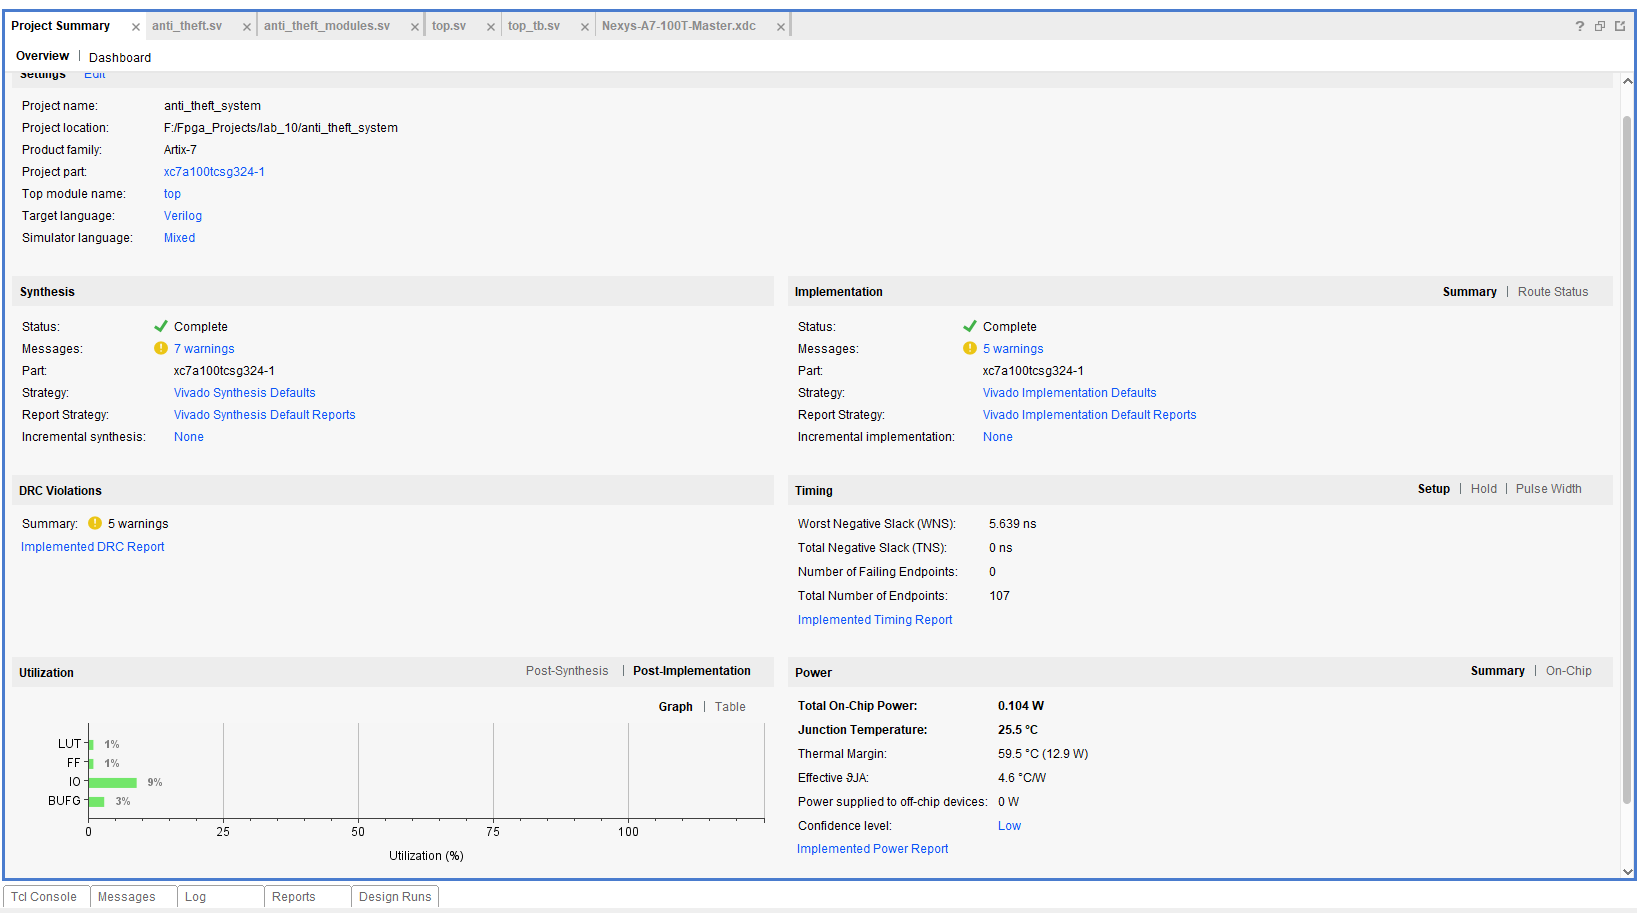 Project Summary × anti_theft.sv × anti_theft_modules.sv × top.sv × top_tb.sv × Nexys-A7-100T-Master.xdc × ?
Overview | Dashboard
Settings Edit
Project name: anti_theft_system
Project location: F:/Fpga_Projects/lab_10/anti_theft_system
Product family: Artix-7
Project part: xc7a100tcsg324-1
Top module name: top
Target language: Verilog
Simulator language: Mixed
Synthesis
Status: Complete
Messages: 7 warnings
Part: xc7a100tcsg324-1
Strategy: Vivado Synthesis Defaults
Report Strategy: Vivado Synthesis Default Reports
Incremental synthesis: None
Implementation Summary | Route Status
Status: Complete
Messages: 5 warnings
Part: xc7a100tcsg324-1
Strategy: Vivado Implementation Defaults
Report Strategy: Vivado Implementation Default Reports
Incremental implementation: None
DRC Violations
Summary: 5 warnings
Implemented DRC Report
Timing Setup | Hold | Pulse Width
Worst Negative Slack (WNS): 5.639 ns
Total Negative Slack (TNS): 0 ns
Number of Failing Endpoints: 0
Total Number of Endpoints: 107
Implemented Timing Report
Utilization Post-Synthesis | Post-Implementation
Graph | Table
LUT 1%
FF 1%
IO 9%
BUFG 3%
0 25 50 75 100
Utilization (%)
Power Summary | On-Chip
Total On-Chip Power: 0.104 W
Junction Temperature: 25.5 °C
Thermal Margin: 59.5 °C (12.9 W)
Effective ϑJA: 4.6 °C/W
Power supplied to off-chip devices: 0 W
Confidence level: Low
Implemented Power Report
Tcl Console Messages Log Reports Design Runs